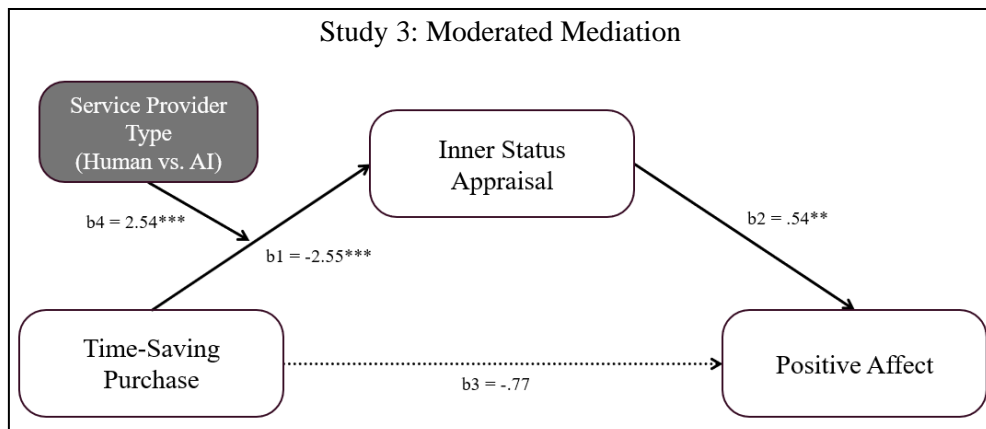 Study 3: Moderated Mediation
Service Provider
Type
(Human vs. AI)
Inner Status
Appraisal
b4 = 2.54***
b1 = -2.55***
b2 = .54**
Time-Saving
Purchase
b3 = -.77
Positive Affect